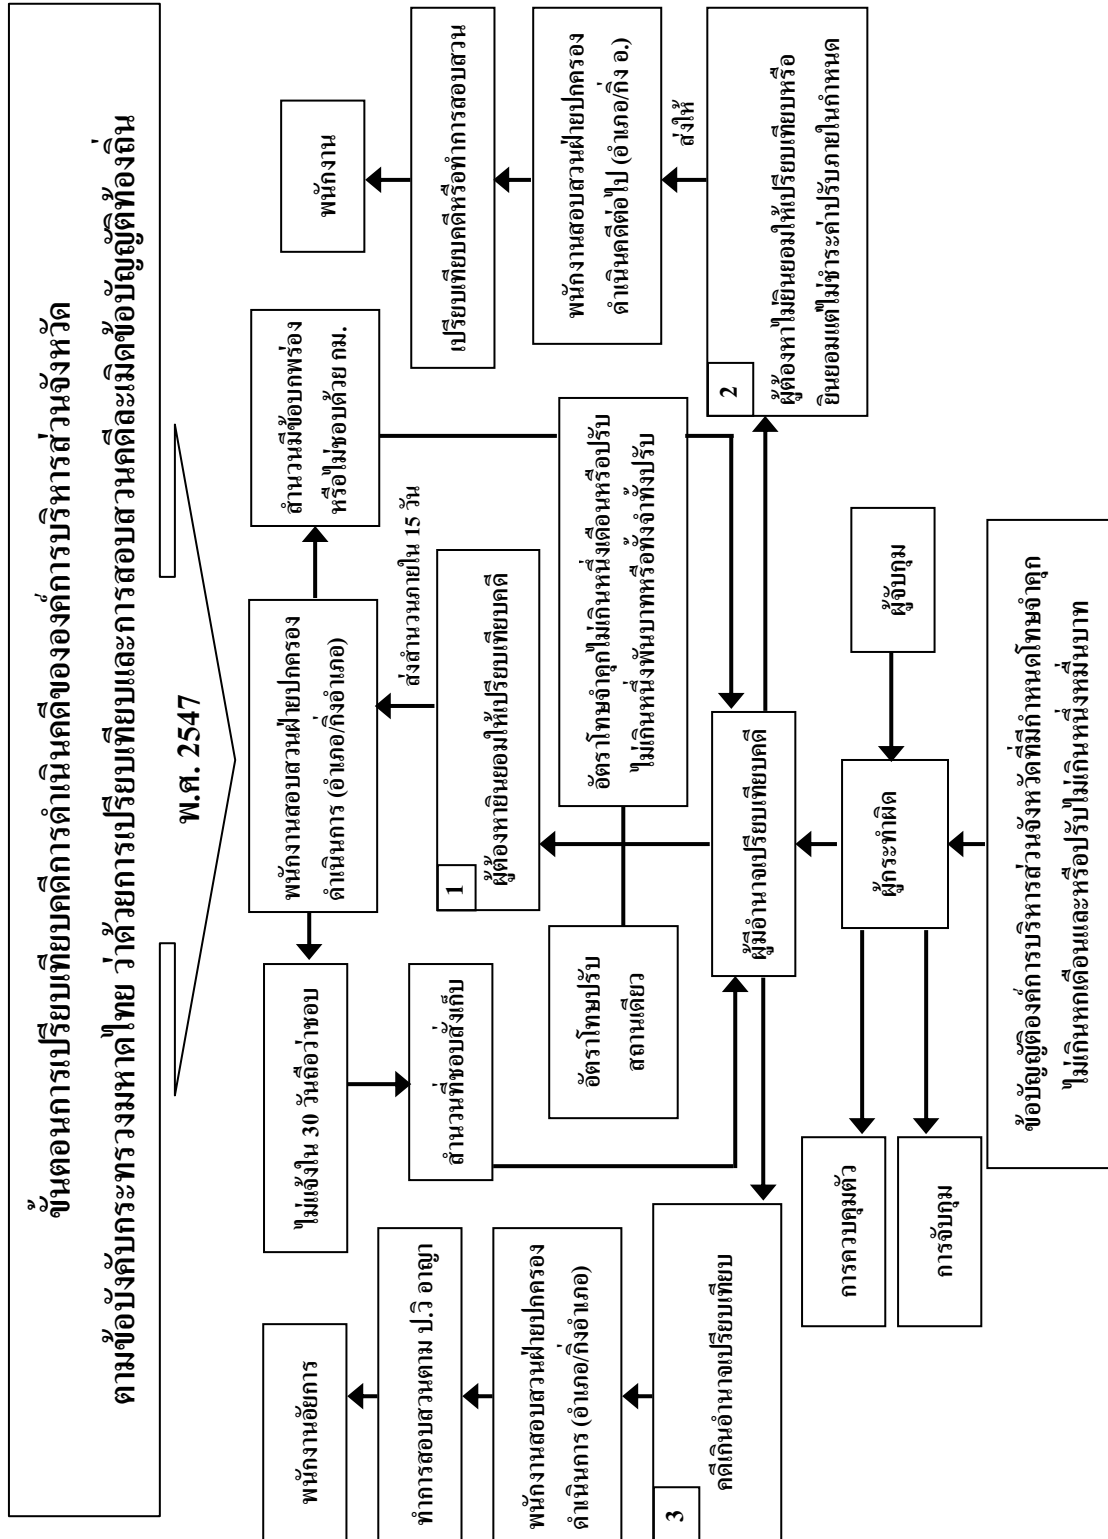 ขั้นตอนการเปรียบเทียบคดีการดำเนินคดีขององค์การบริหารส่วนจังหวัด
ตามข้อบังคับกระทรวงมหาดไทย ว่าด้วยการเปรียบเทียบและการสอบสวนคดีละเมิดข้อบัญญัติท้องถิ่น
พ.ศ. 2547
พนักงานอัยการ
ทำการสอบสวนตาม ป.วิ อาญา
พนักงานสอบสวนฝ่ายปกครอง
ดำเนินการ (อำเภอ/กิ่งอำเภอ)
3
คดีเกินอำนาจเปรียบเทียบ
ไม่แจ้งใน 30 วันถือว่าชอบ
สำนวนที่ชอบสั่งเก็บ
พนักงานสอบสวนฝ่ายปกครอง
ดำเนินการ (อำเภอ/กิ่งอำเภอ)
ส่งสำนวนภายใน 15 วัน
1
ผู้ต้องหายินยอมให้เปรียบเทียบคดี
สำนวนมีข้อบกพร่อง
หรือไม่ชอบด้วย กม.
อัตราโทษปรับ
สถานเดียว
อัตราโทษจำคุกไม่เกินหนึ่งเดือนหรือปรับ
ไม่เกินหนึ่งพันบาทหรือทั้งจำทั้งปรับ
พนักงาน
เปรียบเทียบคดีหรือทำการสอบสวน
พนักงานสอบสวนฝ่ายปกครอง
ดำเนินคดีต่อไป (อำเภอ/กิ่ง อ.)
ส่งให้
2
ผู้ต้องหาไม่ยินยอมให้เปรียบเทียบหรือ
ยินยอมแต่ไม่ชำระค่าปรับภายในกำหนด
ผู้มีอำนาจเปรียบเทียบคดี
การควบคุมตัว
การจับกุม
ผู้กระทำผิด
ผู้จับกุม
ข้อบัญญัติองค์การบริหารส่วนจังหวัดที่มีกำหนดโทษจำคุก
ไม่เกินหกเดือนและหรือปรับไม่เกินหนึ่งหมื่นบาท